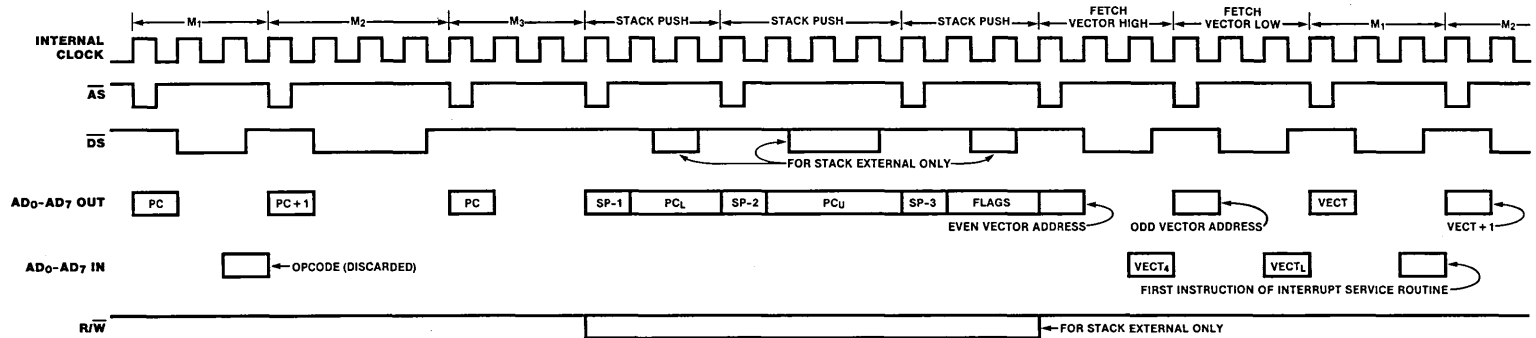 M1 M2 M3 STACK PUSH STACK PUSH STACK PUSH FETCH VECTOR HIGH FETCH VECTOR LOW M1 M2
INTERNAL CLOCK
AS
DS
FOR STACK EXTERNAL ONLY
AD0-AD7 OUT PC PC+1 PC SP-1 PCL SP-2 PCU SP-3 FLAGS VECT
EVEN VECTOR ADDRESS ODD VECTOR ADDRESS VECT+1
AD0-AD7 IN OPCODE (DISCARDED) VECT4 VECTL
FIRST INSTRUCTION OF INTERRUPT SERVICE ROUTINE
R/W FOR STACK EXTERNAL ONLY